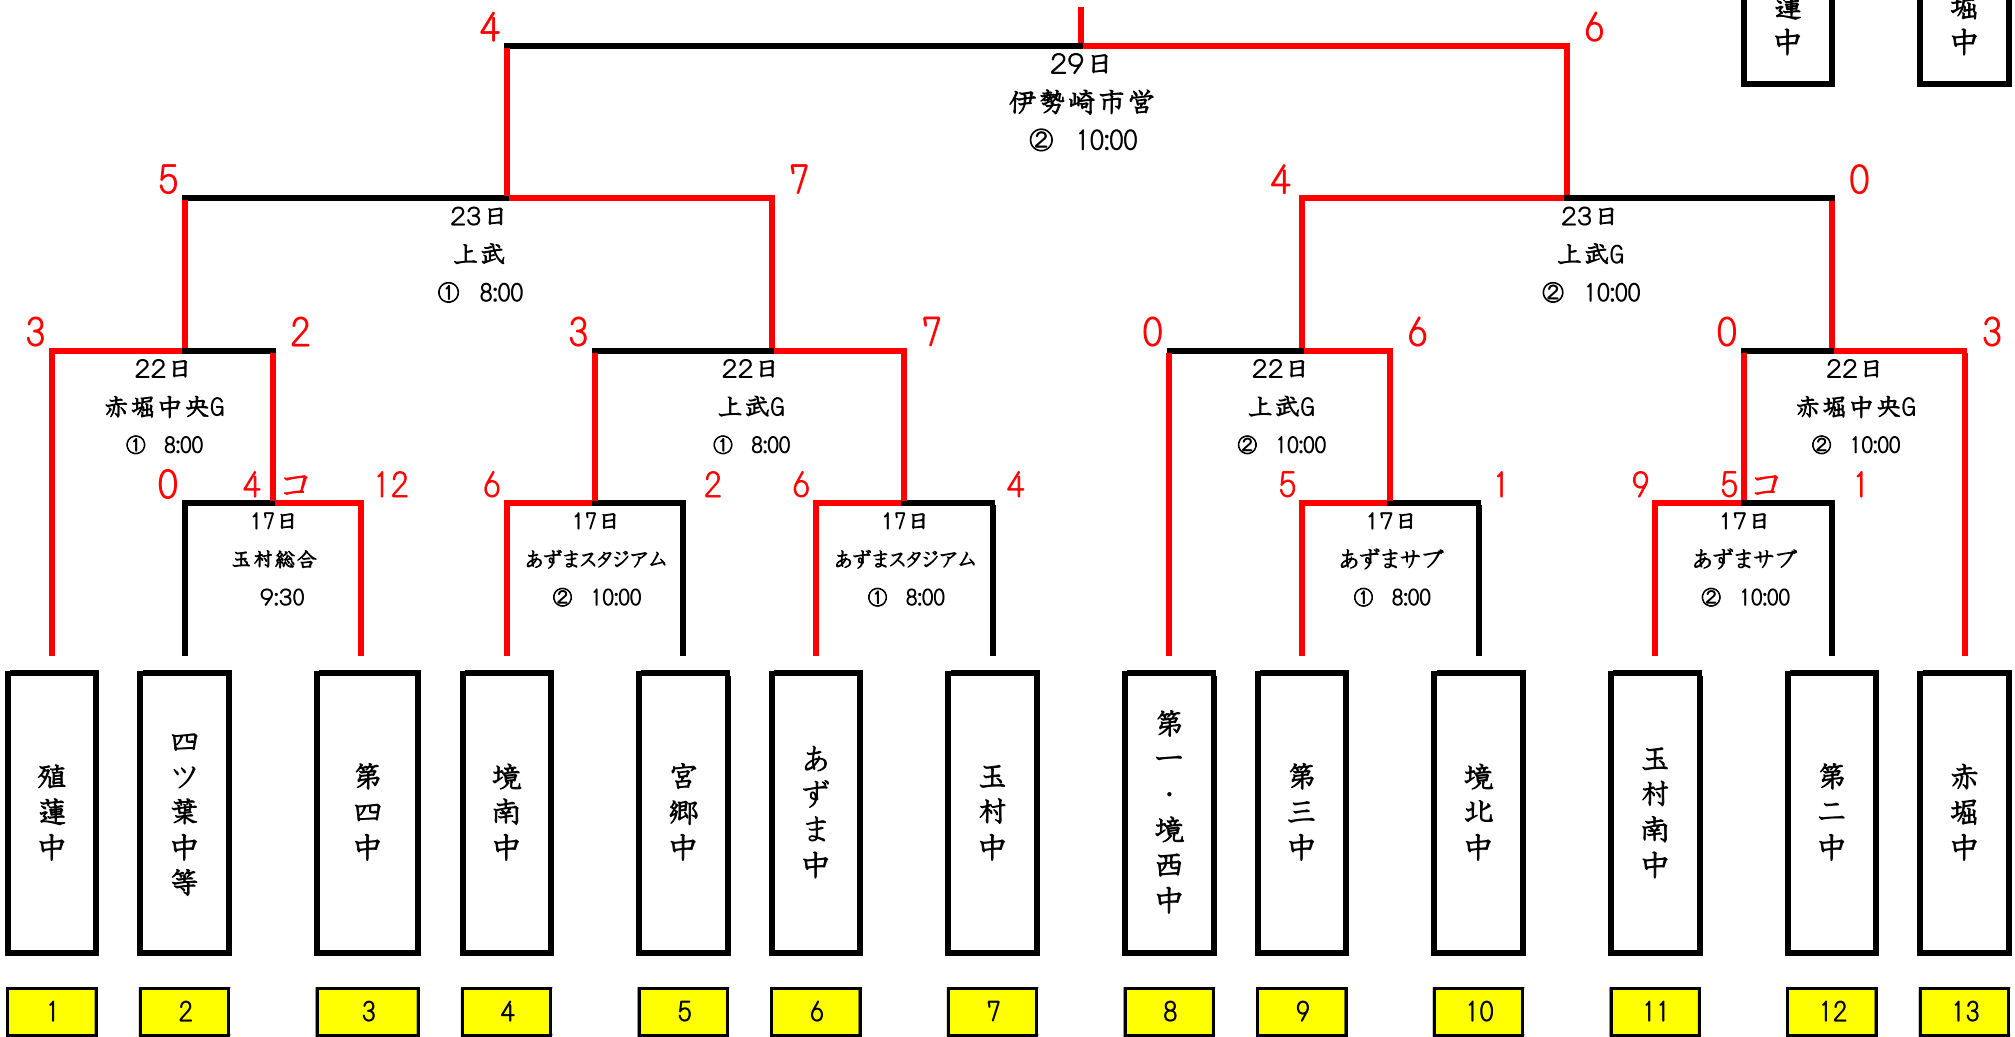 蓮中
堀中
4
6
29日
伊勢崎市営
② 10:00
5
7
4
0
23日
上武
① 8:00
23日
上武G
② 10:00
3
2
3
7
0
6
0
3
22日
赤堀中央G
① 8:00
22日
上武G
① 8:00
22日
上武G
② 10:00
22日
赤堀中央G
② 10:00
0
4コ
12
6
2
6
4
5
1
9
5コ
1
17日
玉村総合
9:30
17日
あずまスタジアム
② 10:00
17日
あずまスタジアム
① 8:00
17日
あずまサブ
① 8:00
17日
あずまサブ
② 10:00
殖蓮中
四ツ葉中等
第四中
境南中
宮郷中
あずま中
玉村中
第一・境西中
第三中
境北中
玉村南中
第二中
赤堀中
1
2
3
4
5
6
7
8
9
10
11
12
13